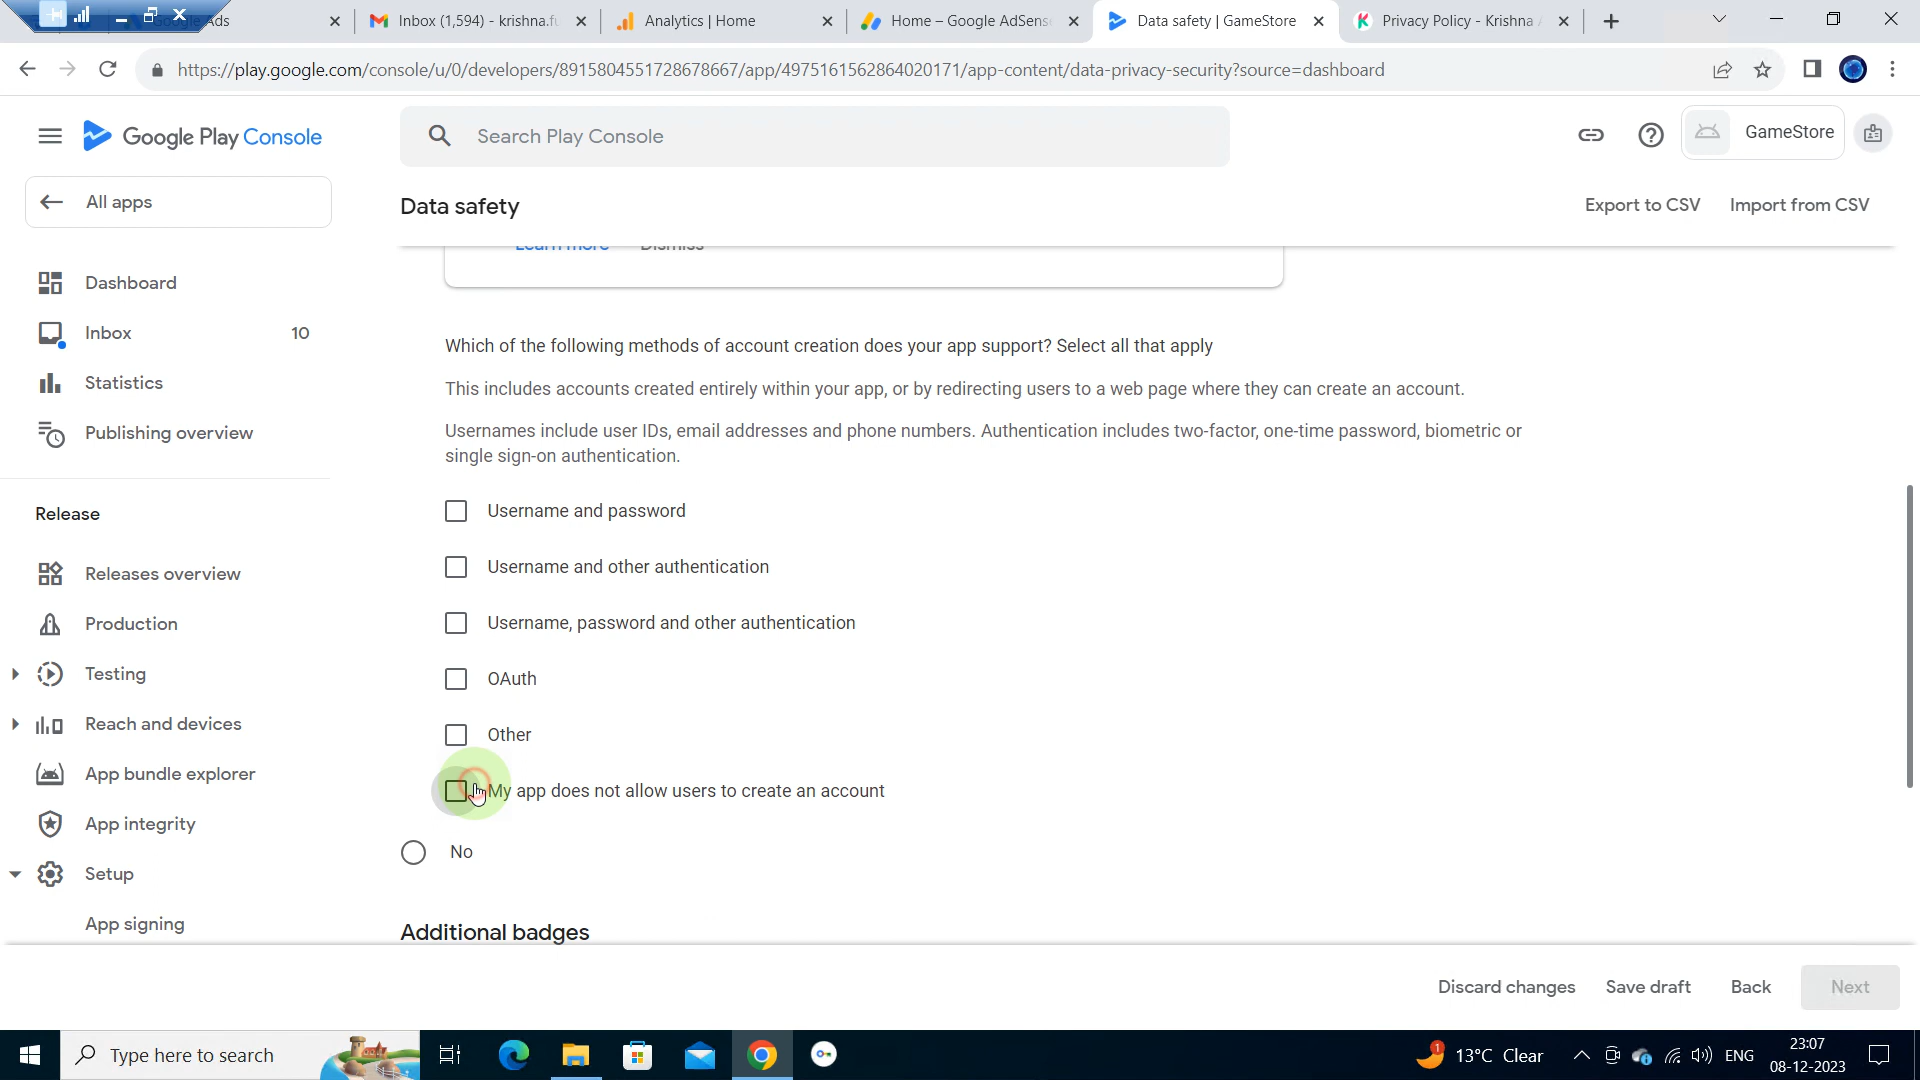 Ads
Inbox (1,594) - krishna.fu
Analytics | Home
Home – Google AdSense
Data safety | GameStore
Privacy Policy - Krishna
https://play.google.com/console/u/0/developers/8915804551728678667/app/4975161562864020171/app-content/data-privacy-security?source=dashboard
Google Play Console
Search Play Console
GameStore
All apps
Data safety
Export to CSV
Import from CSV
Learn more
Dismiss
Dashboard
Inbox
10
Statistics
Publishing overview
Release
Releases overview
Production
Testing
Reach and devices
App bundle explorer
App integrity
Setup
App signing
Which of the following methods of account creation does your app support? Select all that apply
This includes accounts created entirely within your app, or by redirecting users to a web page where they can create an account.
Usernames include user IDs, email addresses and phone numbers. Authentication includes two-factor, one-time password, biometric or
single sign-on authentication.
Username and password
Username and other authentication
Username, password and other authentication
OAuth
Other
My app does not allow users to create an account
No
Additional badges
Discard changes
Save draft
Back
Next
Type here to search
1
13°C Clear
ENG
23:07
08-12-2023